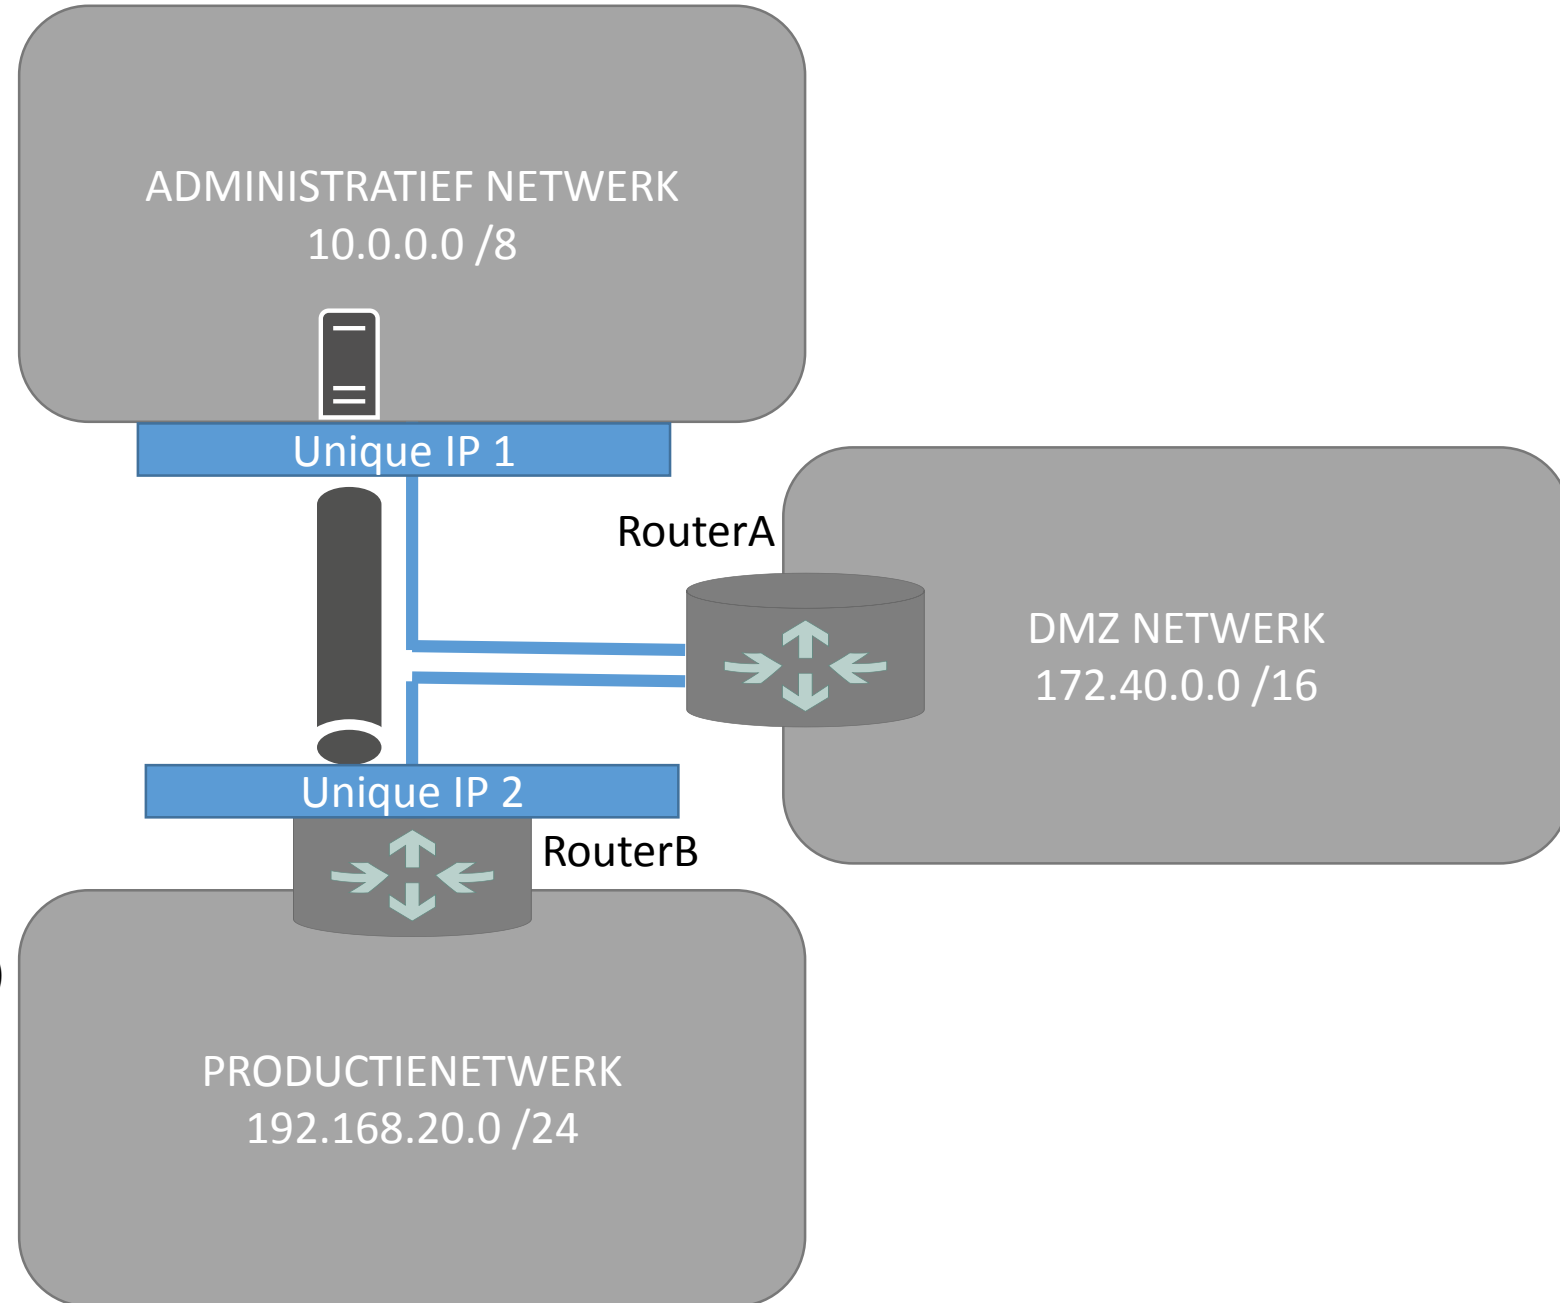 ADMINISTRATIEF NETWERK
10.0.0.0 /8
Unique IP 1
RouterA
DMZ NETWERK
172.40.0.0 /16
Unique IP 2
RouterB
)
PRODUCTIENETWERK
192.168.20.0 /24